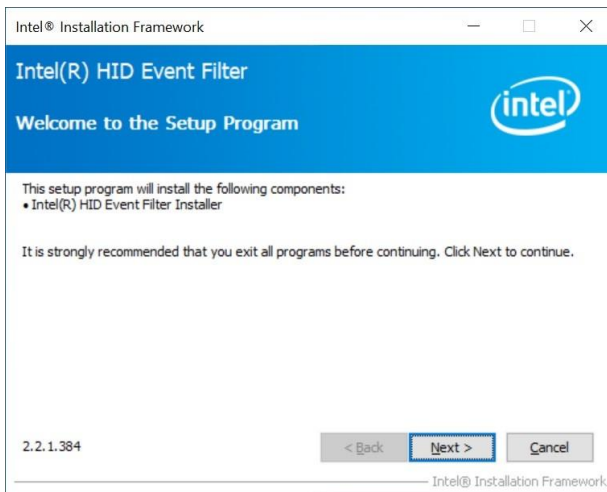 Intel® Installation Framework
Intel(R) HID Event Filter
intel
Welcome to the Setup Program
This setup program will install the following components:
• Intel(R) HID Event Filter Installer
It is strongly recommended that you exit all programs before continuing. Click Next to continue.
2.2.1.384
< Back Next > Cancel
Intel® Installation Framework